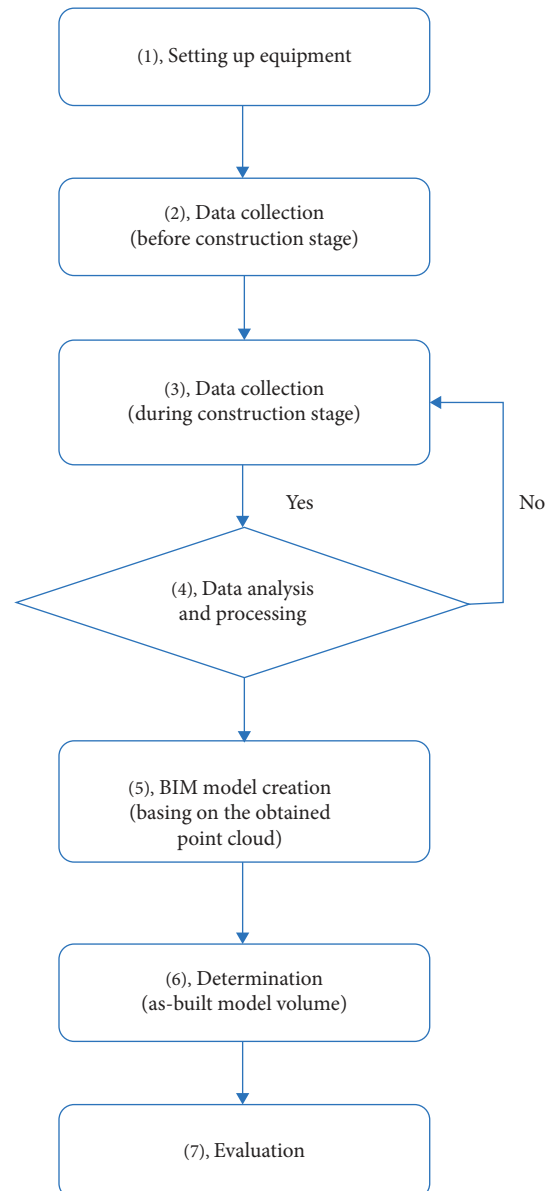 (1), Setting up equipment
(2), Data collection
(before construction stage)
(3), Data collection
(during construction stage)
Yes
No
(4), Data analysis
and processing
(5), BIM model creation
(basing on the obtained
point cloud)
(6), Determination
(as-built model volume)
(7), Evaluation